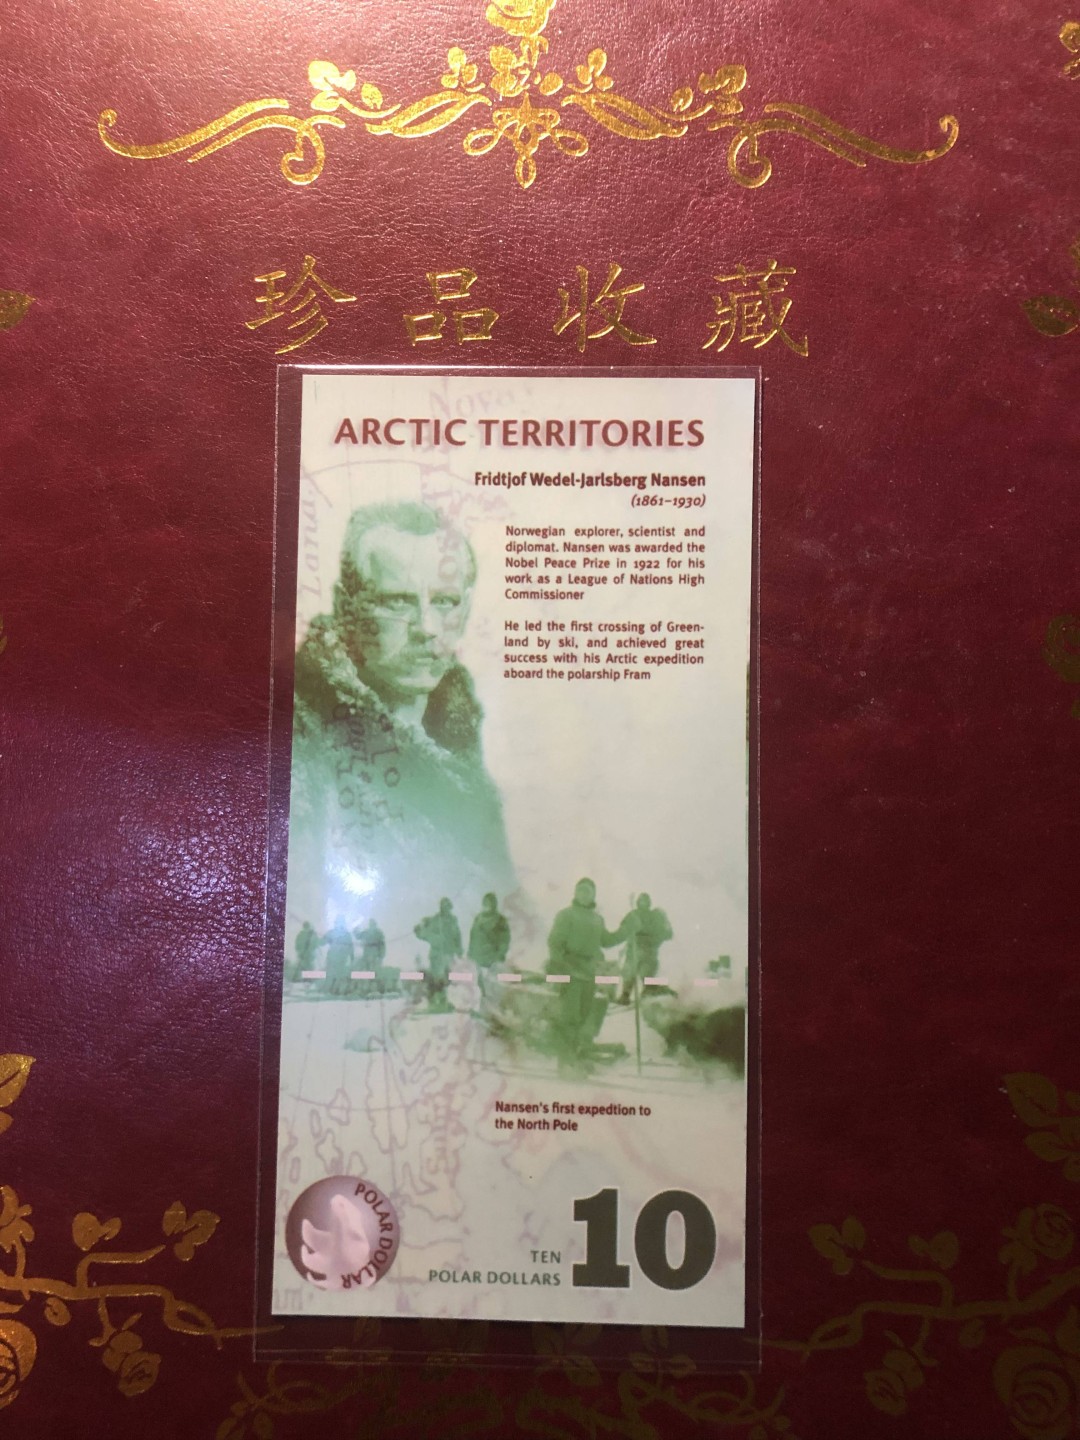 珍品收藏
ARCTIC TERRITORIES
Fridtjof Wedel-Jarlsberg Nansen
(1861–1930)
Norwegian explorer, scientist and
diplomat. Nansen was awarded the
Nobel Peace Prize in 1922 for his
work as a League of Nations High
Commissioner
He led the first crossing of Green-
land by ski, and achieved great
success with his Arctic expedition
aboard the polarship Fram
Nansen's first expedtion to
the North Pole
POLAR DOLLAR
TEN
POLAR DOLLARS
10